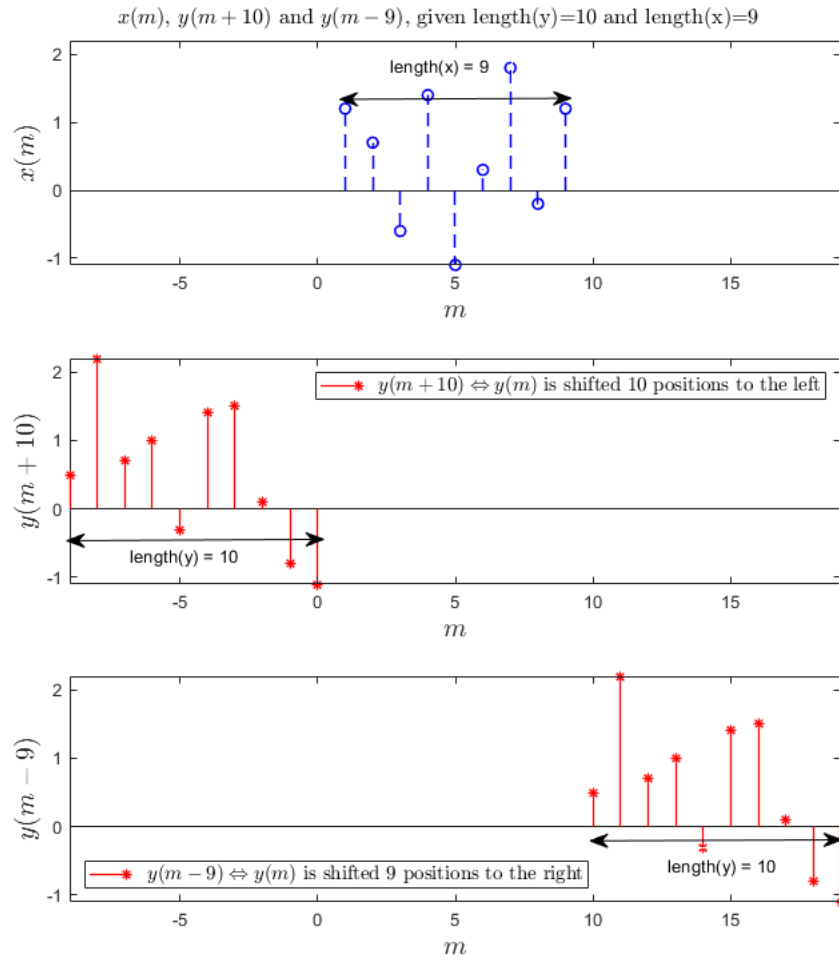 x(m), y(m + 10) and y(m − 9), given length(y)=10 and length(x)=9
2
1
0
-1
x(m)
length(x) = 9
-5 0 5 10 15
m
2
1
0
-1
y(m + 10)
y(m + 10) ⇔ y(m) is shifted 10 positions to the left
length(y) = 10
-5 0 5 10 15
m
2
1
0
-1
y(m − 9)
y(m − 9) ⇔ y(m) is shifted 9 positions to the right
length(y) = 10
-5 0 5 10 15
m